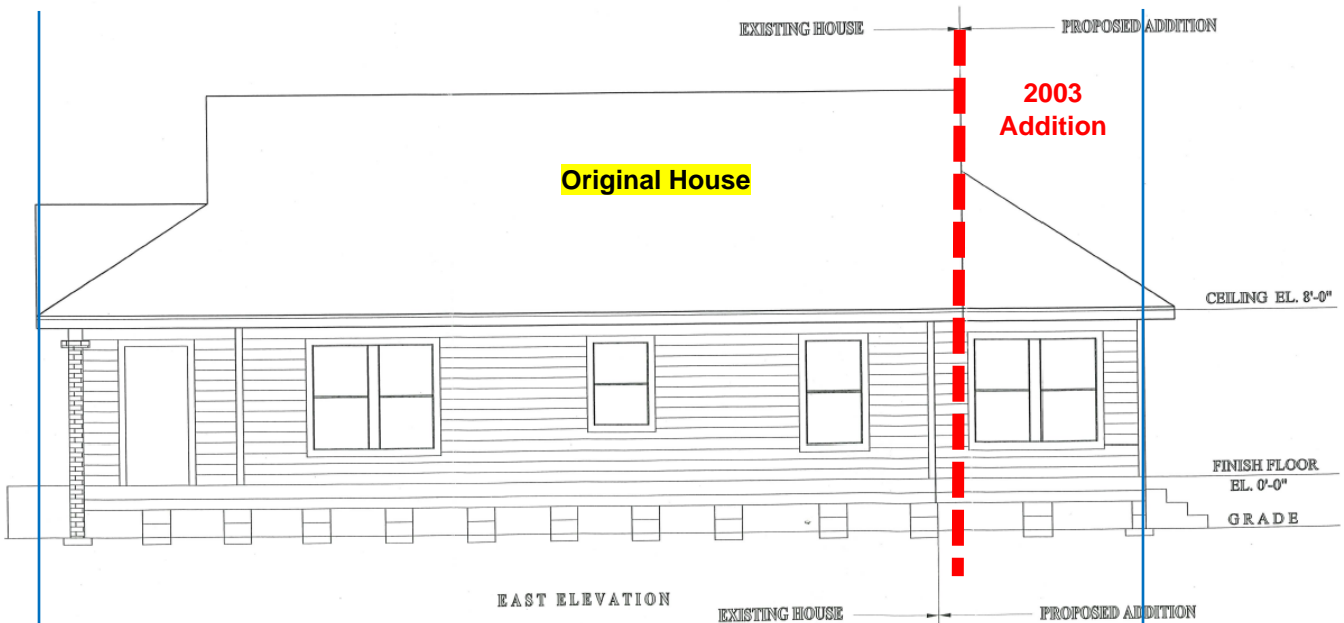 EXISTING HOUSE
PROPOSED ADDITION
2003
Addition
Original House
CEILING EL. 8'-0"
FINISH FLOOR
EL. 0'-0"
GRADE
EAST ELEVATION
EXISTING HOUSE
PROPOSED ADDITION